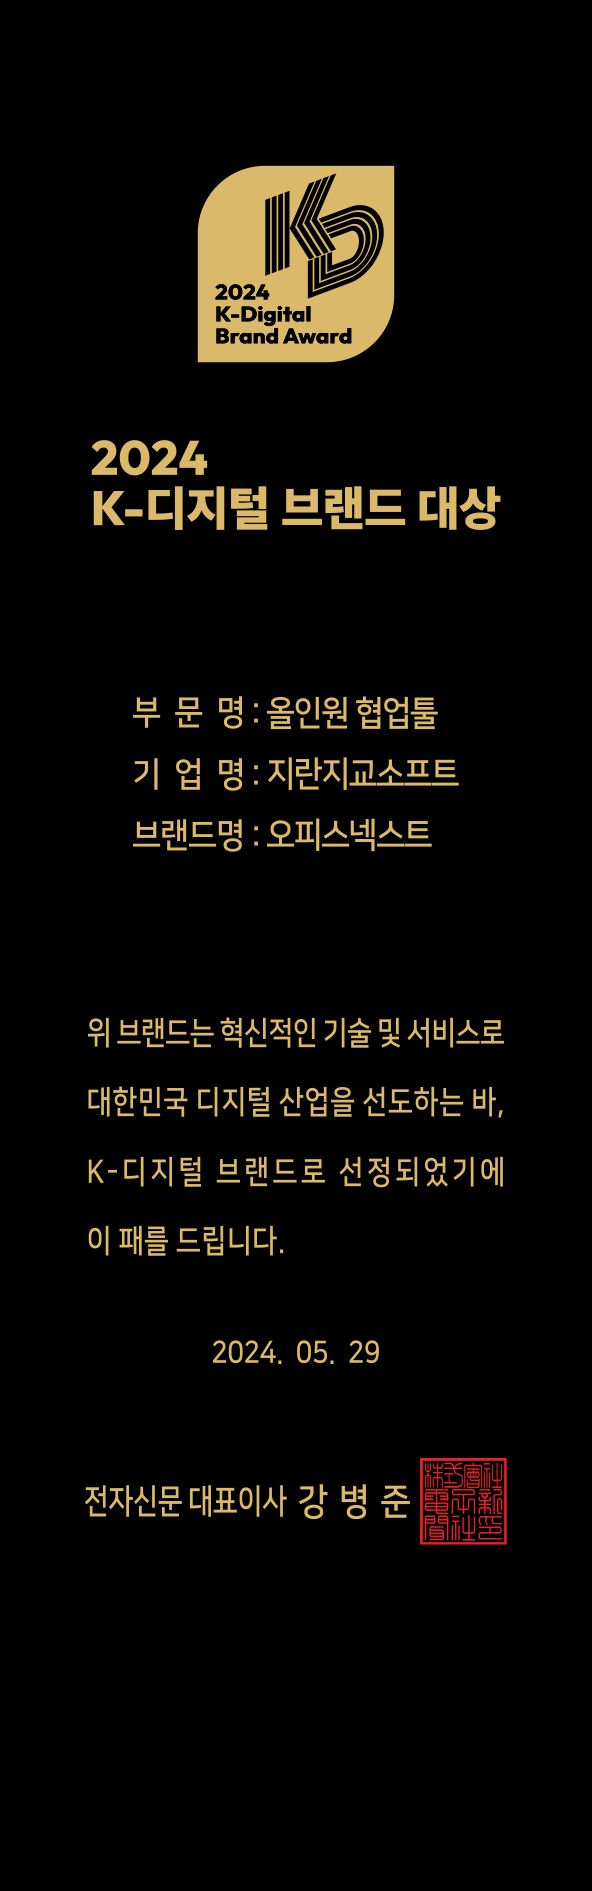 2024
K-Digital
Brand Award
2024
K-디지털 브랜드 대상
부 문 명 : 올인원 협업툴
기 업 명 : 지란지교소프트
브랜드명 : 오피스넥스트
위 브랜드는 혁신적인 기술 및 서비스로
대한민국 디지털 산업을 선도하는 바,
K-디지털 브랜드로 선정되었기에
이 패를 드립니다.
2024. 05. 29
전자신문 대표이사 강 병 준